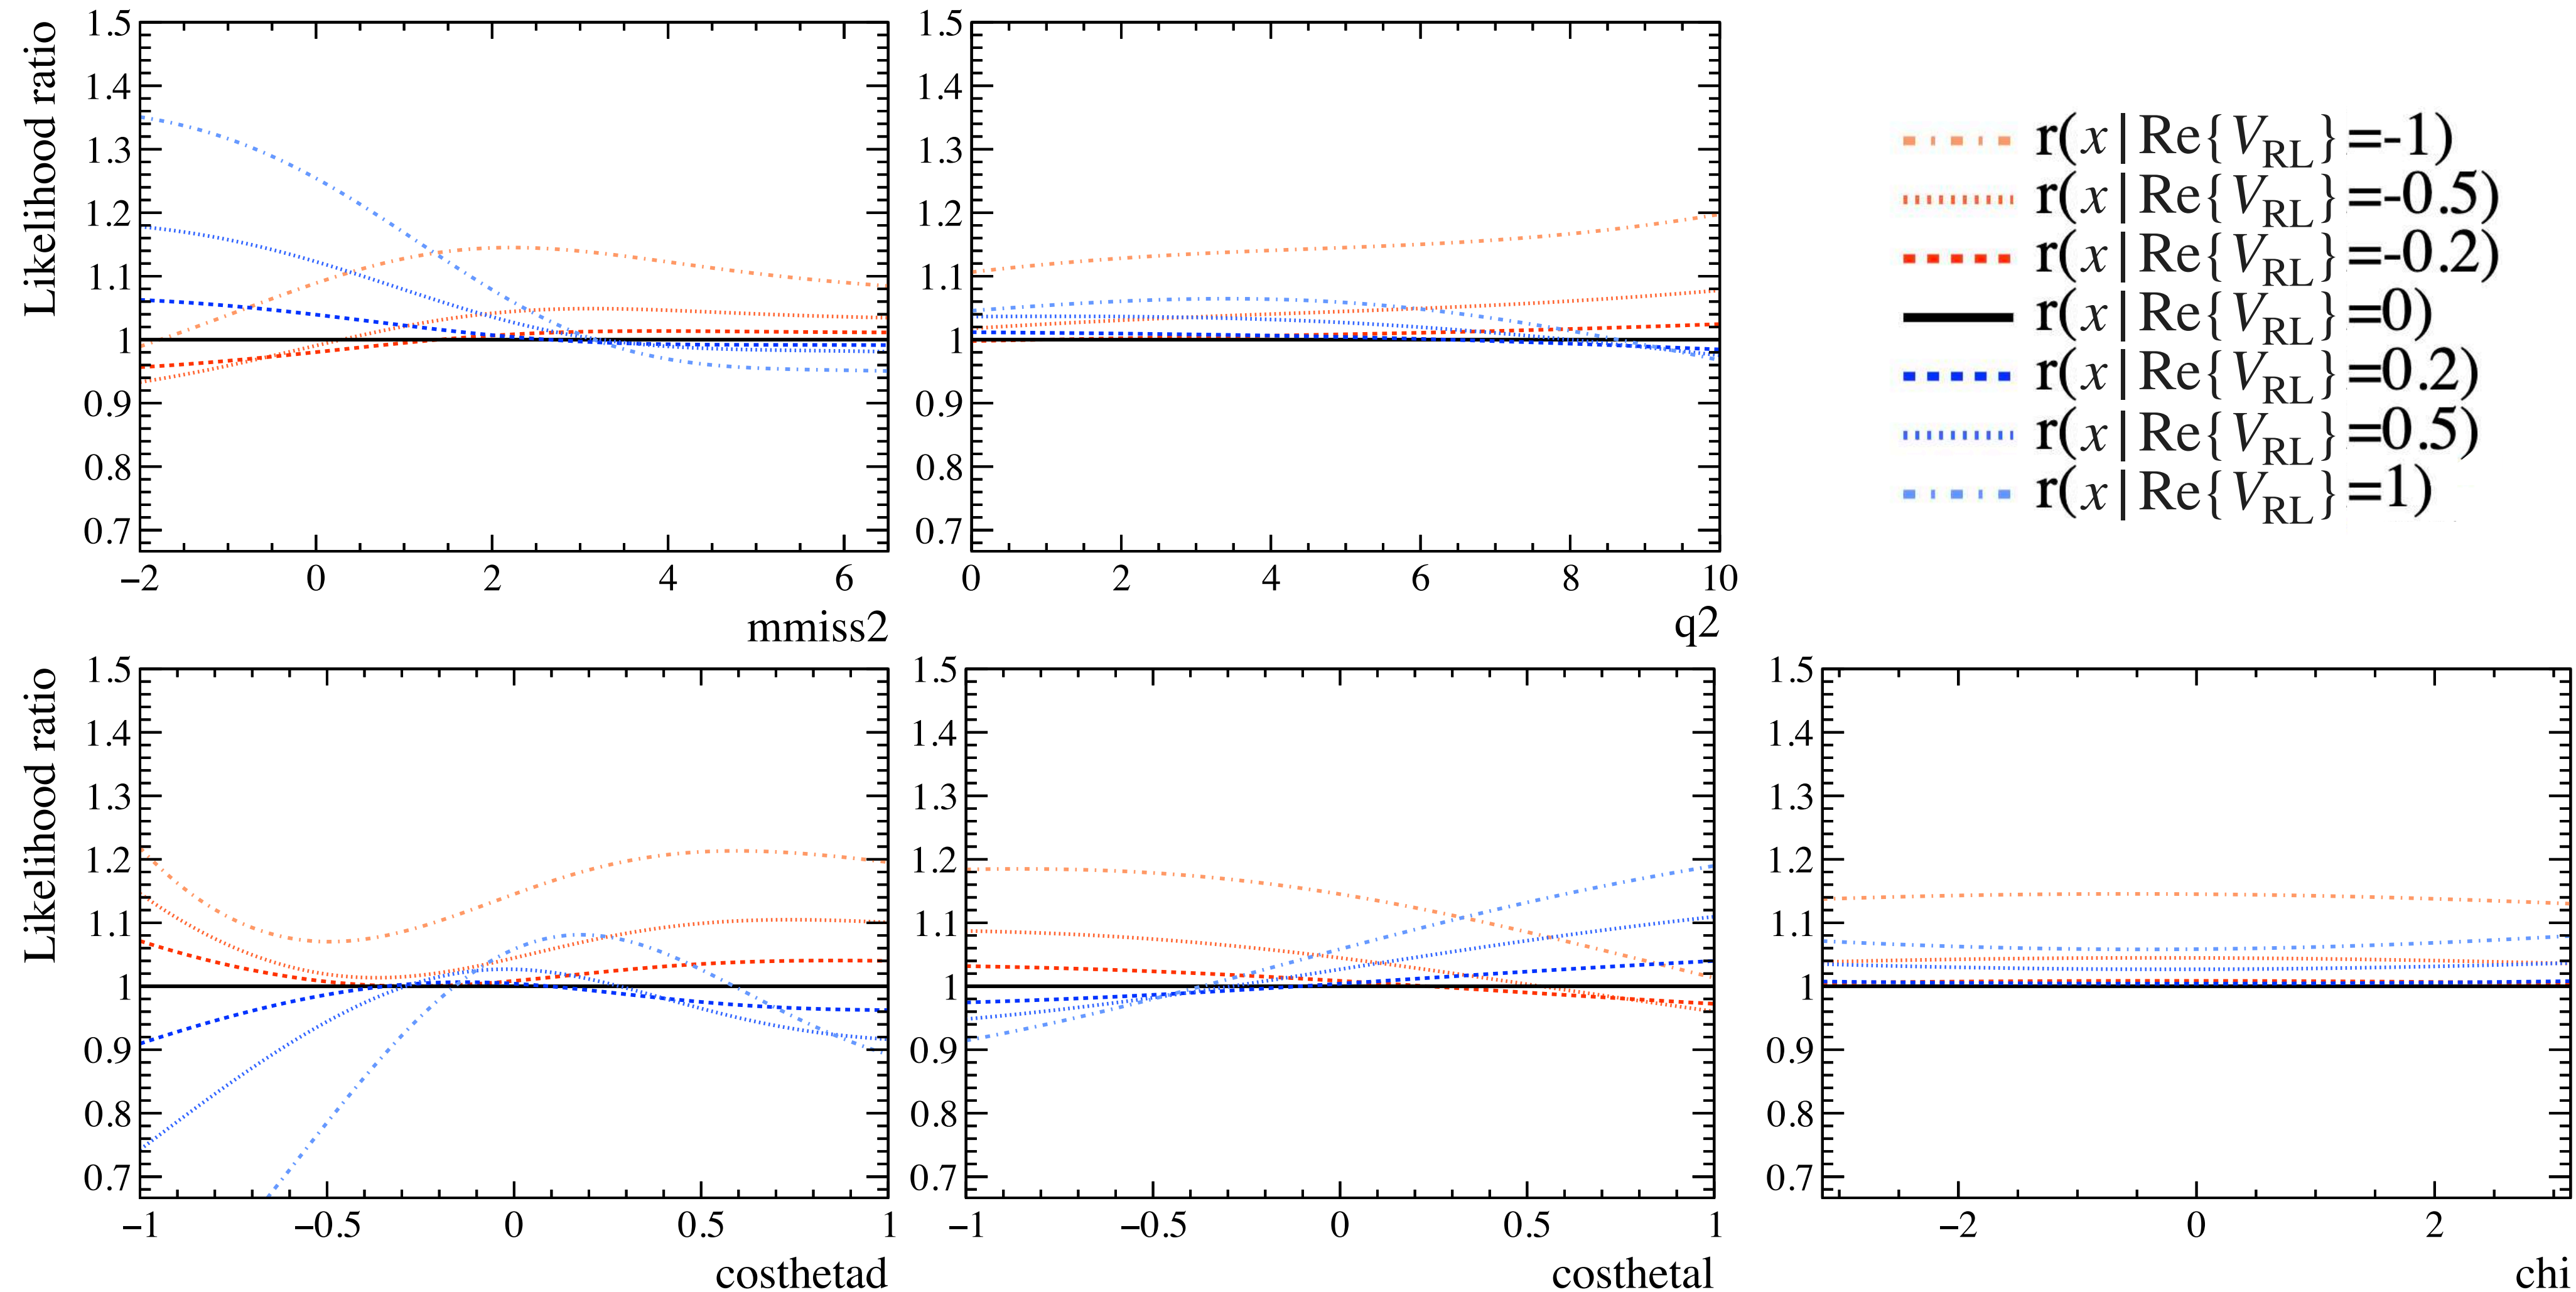 Likelihood ratio
1.5
1.4
1.3
1.2
1.1
1
0.9
0.8
0.7
−2 0 2 4 6
mmiss2
1.5
1.4
1.3
1.2
1.1
1
0.9
0.8
0.7
0 2 4 6 8 10
q2
r(x|Re{V_RL}=-1)
r(x|Re{V_RL}=-0.5)
r(x|Re{V_RL}=-0.2)
r(x|Re{V_RL}=0)
r(x|Re{V_RL}=0.2)
r(x|Re{V_RL}=0.5)
r(x|Re{V_RL}=1)
Likelihood ratio
1.5
1.4
1.3
1.2
1.1
1
0.9
0.8
0.7
−1 −0.5 0 0.5 1
costhetad
1.5
1.4
1.3
1.2
1.1
1
0.9
0.8
0.7
−1 −0.5 0 0.5 1
costhetal
1.5
1.4
1.3
1.2
1.1
1
0.9
0.8
0.7
−2 0 2
chi